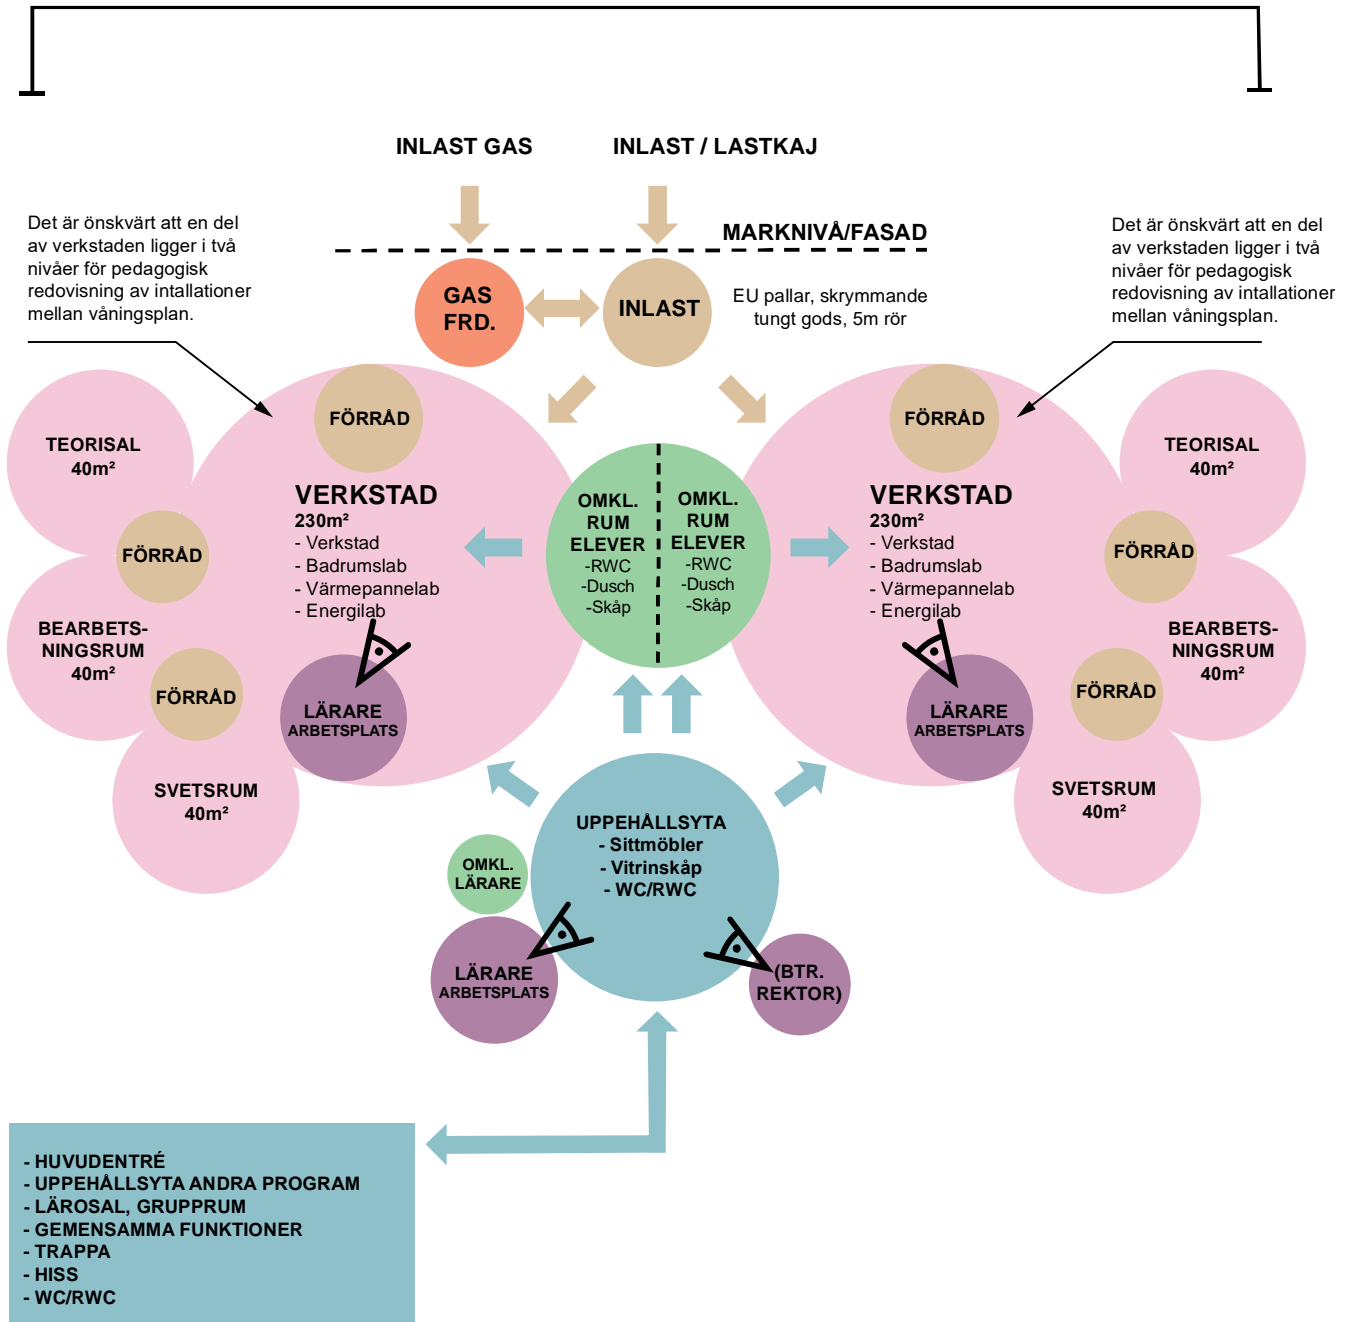 INLAST GAS
INLAST / LASTKAJ
MARKNIVÅ/FASAD
Det är önskvärt att en del
av verkstaden ligger i två
nivåer för pedagogisk
redovisning av intallationer
mellan våningsplan.
Det är önskvärt att en del
av verkstaden ligger i två
nivåer för pedagogisk
redovisning av intallationer
mellan våningsplan.
GAS
FRD.
INLAST
EU pallar, skrymmande
tungt gods, 5m rör
FÖRRÅD
TEORISAL
40m²
FÖRRÅD
BEARBETS-
NINGSRUM
40m²
FÖRRÅD
SVETSRUM
40m²
VERKSTAD
230m²
- Verkstad
- Badrumslab
- Värmepannelab
- Energilab
LÄRARE
ARBETSPLATS
OMKL.
RUM
ELEVER
-RWC
-Dusch
-Skåp
OMKL.
RUM
ELEVER
-RWC
-Dusch
-Skåp
FÖRRÅD
VERKSTAD
230m²
- Verkstad
- Badrumslab
- Värmepannelab
- Energilab
LÄRARE
ARBETSPLATS
TEORISAL
40m²
FÖRRÅD
BEARBETS-
NINGSRUM
40m²
FÖRRÅD
SVETSRUM
40m²
UPPEHÅLLSYTA
- Sittmöbler
- Vitrinskåp
- WC/RWC
OMKL.
LÄRARE
LÄRARE
ARBETSPLATS
(BTR.
REKTOR)
- HUVUDENTRÉ
- UPPEHÅLLSYTA ANDRA PROGRAM
- LÄROSAL, GRUPPRUM
- GEMENSAMMA FUNKTIONER
- TRAPPA
- HISS
- WC/RWC